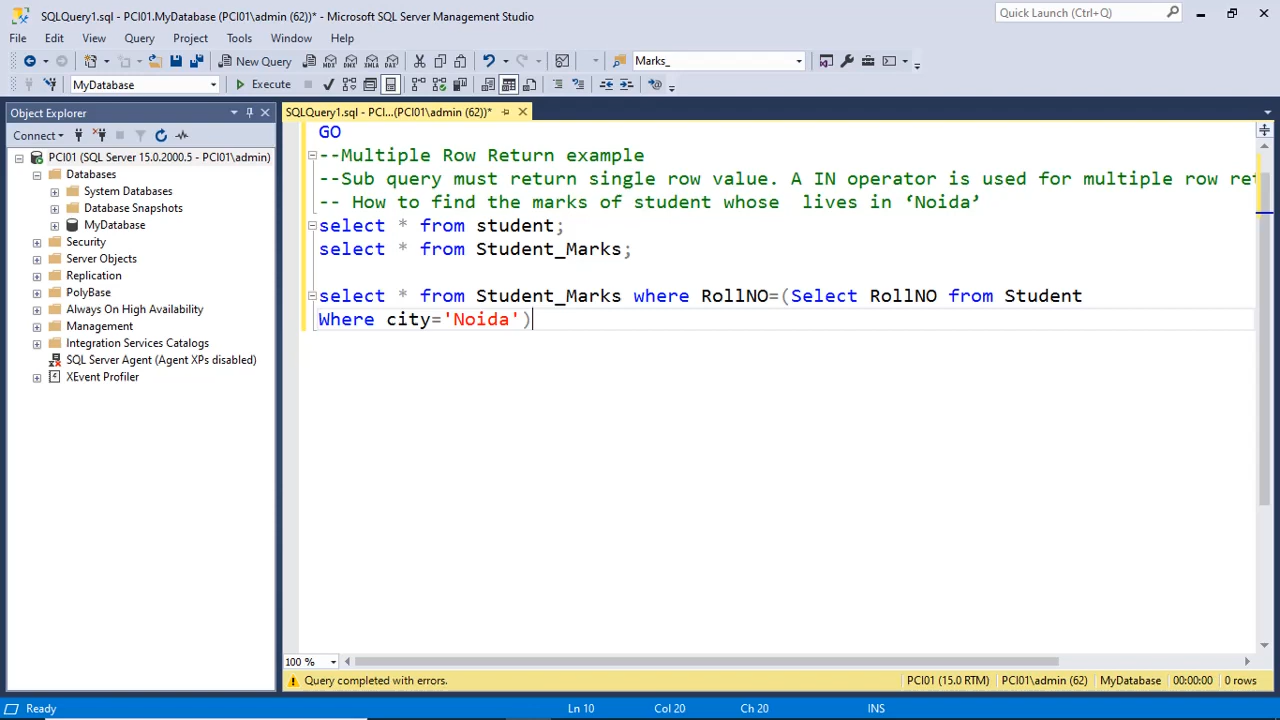 SQLQuery1.sql - PCI01.MyDatabase (PCI01\admin (62))* - Microsoft SQL Server Management Studio
Quick Launch (Ctrl+Q)
File Edit View Query Project Tools Window Help
New Query MDX DMX XMLA DAX Marks_
MyDatabase Execute
Object Explorer
SQLQuery1.sql - PCI...(PCI01\admin (62))*
Connect
PCI01 (SQL Server 15.0.2000.5 - PCI01\admin)
Databases
System Databases
Database Snapshots
MyDatabase
Security
Server Objects
Replication
PolyBase
Always On High Availability
Management
Integration Services Catalogs
SQL Server Agent (Agent XPs disabled)
XEvent Profiler
GO
--Multiple Row Return example
--Sub query must return single row value. A IN operator is used for multiple row ret
-- How to find the marks of student whose  lives in ‘Noida’
select * from student;
select * from Student_Marks;
select * from Student_Marks where RollNO=(Select RollNO from Student
Where city='Noida')
100 %
Query completed with errors. PCI01 (15.0 RTM) PCI01\admin (62) MyDatabase 00:00:00 0 rows
Ready Ln 10 Col 20 Ch 20 INS